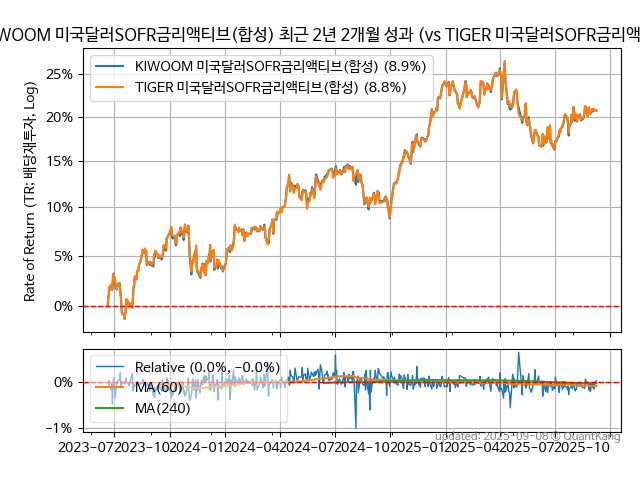 WOOM 미국달러SOFR금리액티브(합성) 최근 2년 2개월 성과 (vs TIGER 미국달러SOFR금리액
Rate of Return (TR: 배당재투자, Log)
KIWOOM 미국달러SOFR금리액티브(합성) (8.9%)
TIGER 미국달러SOFR금리액티브(합성) (8.8%)
25%
20%
15%
10%
5%
0%
Relative (0.0%, -0.0%)
MA(60)
MA(240)
0%
-1%
2023-07
2023-10
2024-01
2024-04
2024-07
2024-10
2025-01
2025-04
2025-07
2025-10
updated: 2025-09-08 © QuantKang